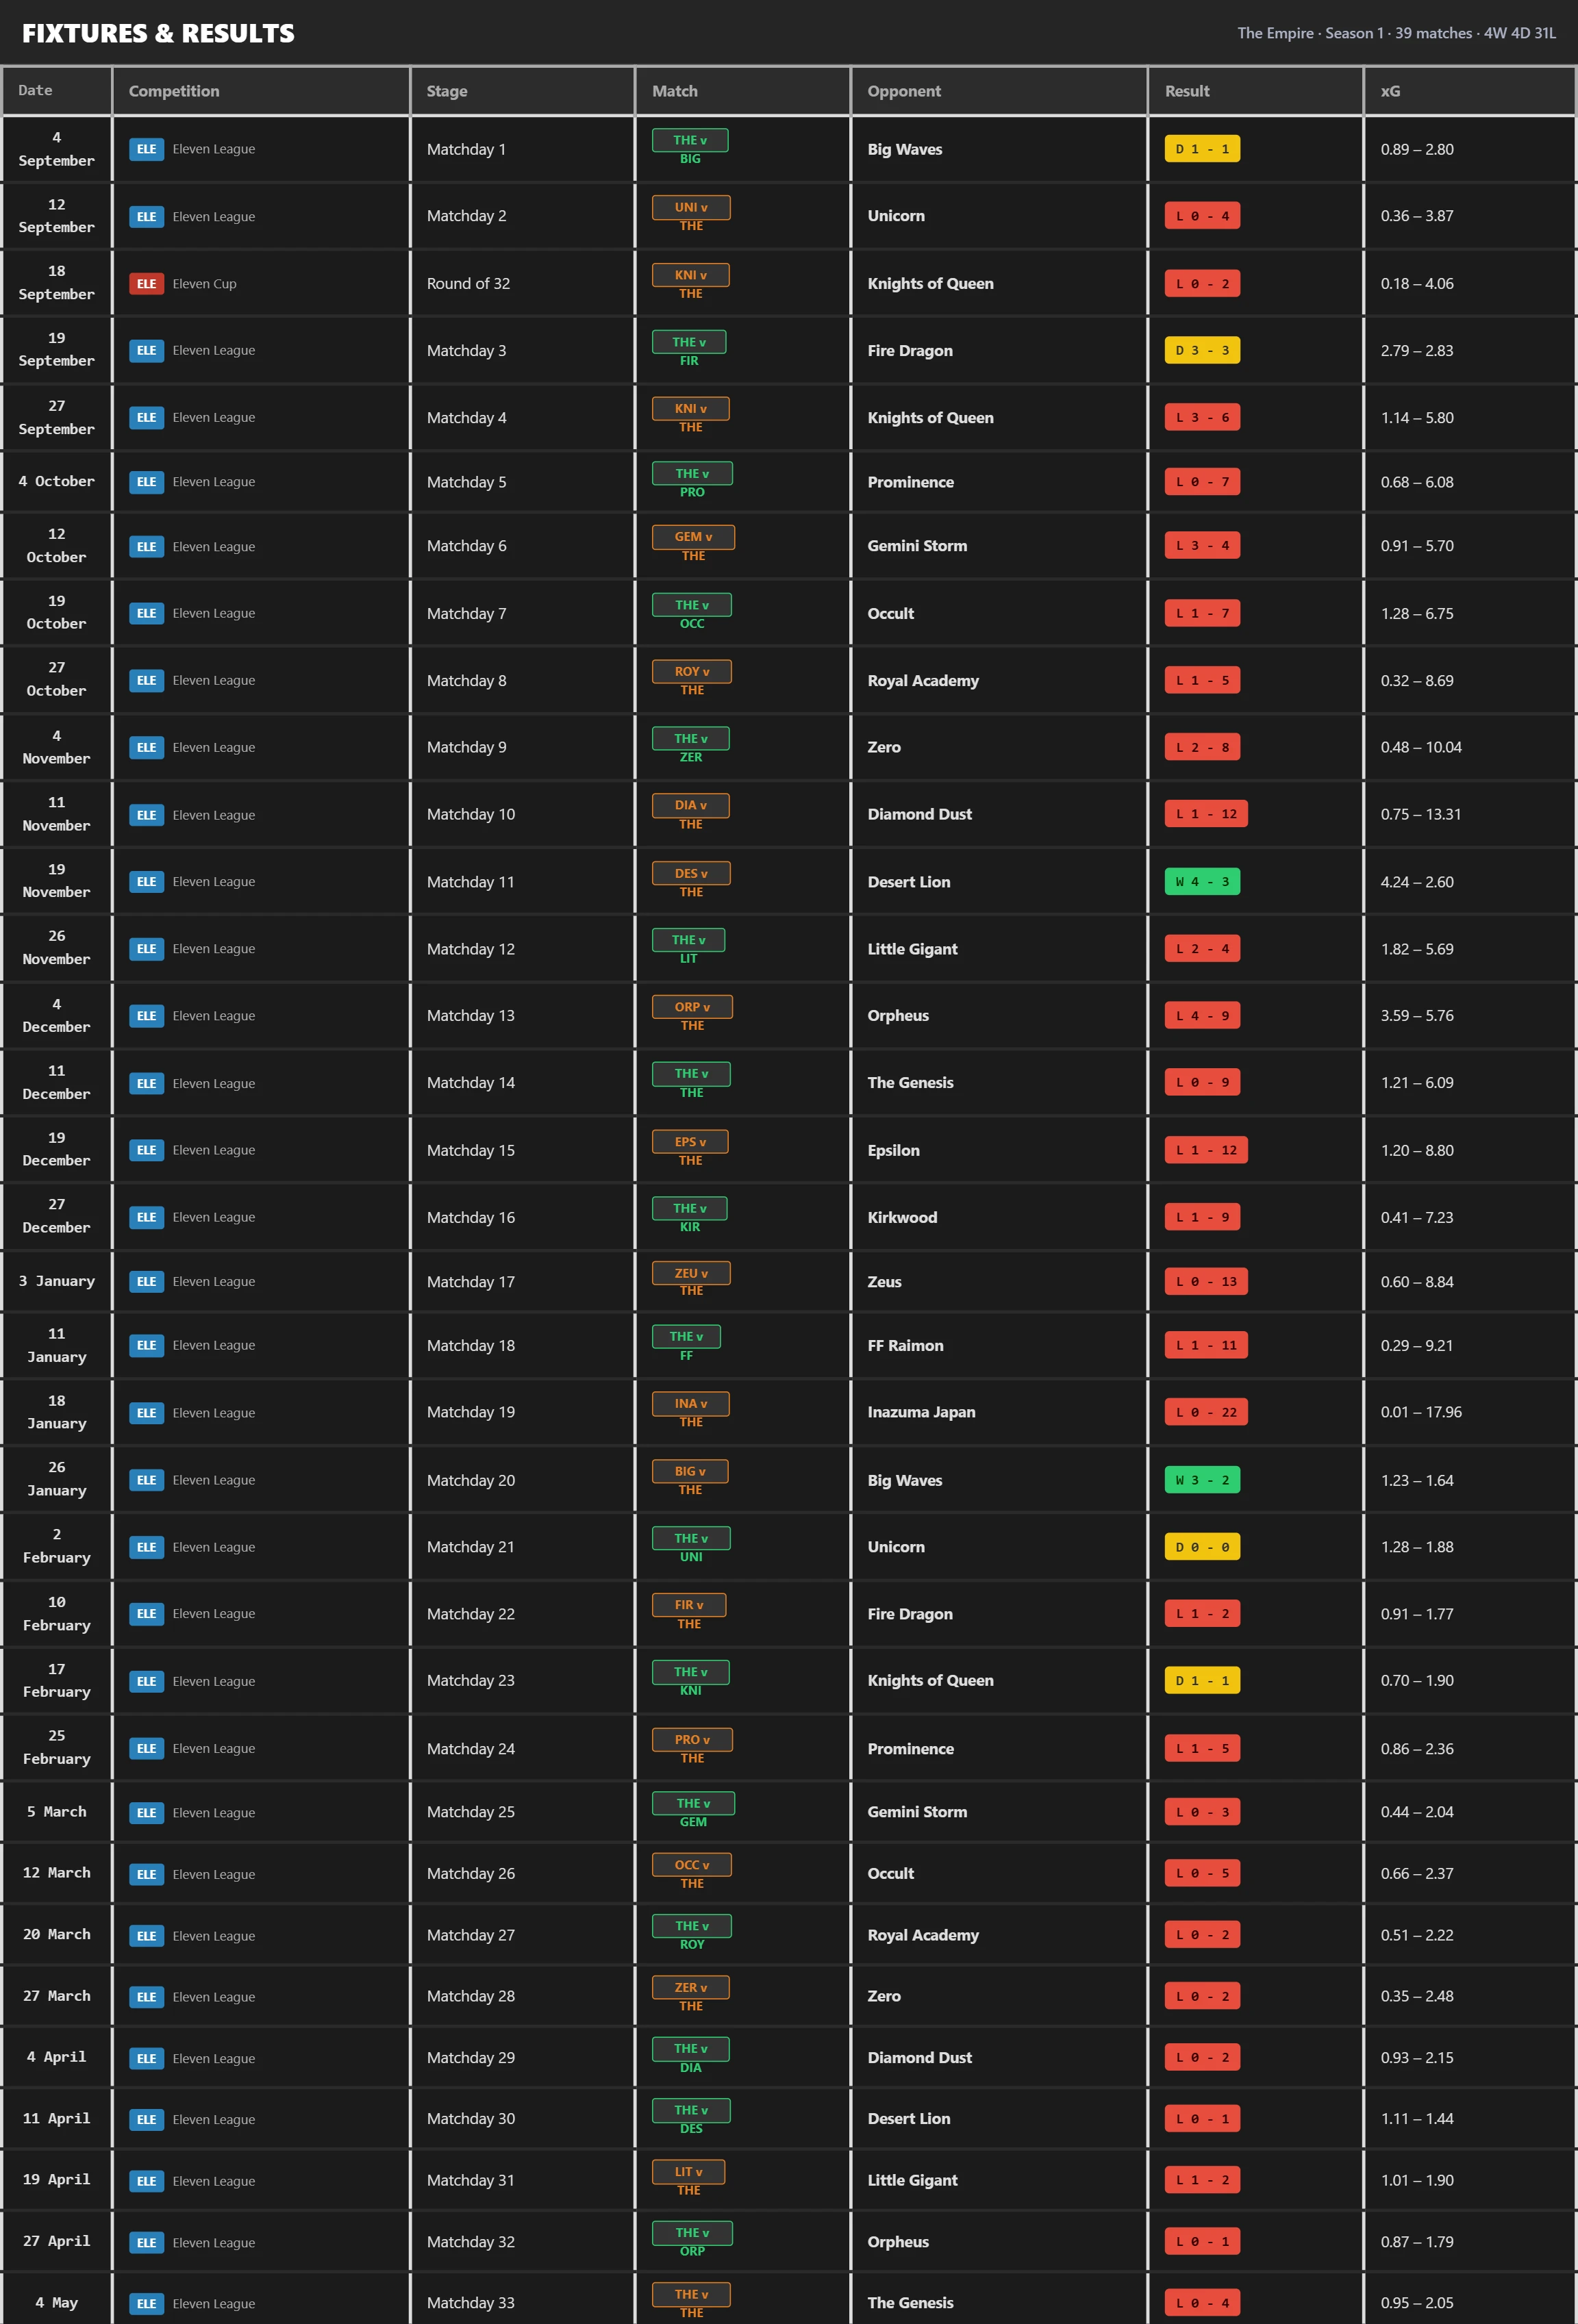 FIXTURES & RESULTS
The Empire · Season 1 · 39 matches · 4W 4D 31L
Date Competition Stage Match Opponent Result xG
4 September ELE Eleven League Matchday 1 THE v BIG Big Waves D 1 - 1 0.89 – 2.80
12 September ELE Eleven League Matchday 2 UNI v THE Unicorn L 0 - 4 0.36 – 3.87
18 September ELE Eleven Cup Round of 32 KNI v THE Knights of Queen L 0 - 2 0.18 – 4.06
19 September ELE Eleven League Matchday 3 THE v FIR Fire Dragon D 3 - 3 2.79 – 2.83
27 September ELE Eleven League Matchday 4 KNI v THE Knights of Queen L 3 - 6 1.14 – 5.80
4 October ELE Eleven League Matchday 5 THE v PRO Prominence L 0 - 7 0.68 – 6.08
12 October ELE Eleven League Matchday 6 GEM v THE Gemini Storm L 3 - 4 0.91 – 5.70
19 October ELE Eleven League Matchday 7 THE v OCC Occult L 1 - 7 1.28 – 6.75
27 October ELE Eleven League Matchday 8 ROY v THE Royal Academy L 1 - 5 0.32 – 8.69
4 November ELE Eleven League Matchday 9 THE v ZER Zero L 2 - 8 0.48 – 10.04
11 November ELE Eleven League Matchday 10 DIA v THE Diamond Dust L 1 - 12 0.75 – 13.31
19 November ELE Eleven League Matchday 11 DES v THE Desert Lion W 4 - 3 4.24 – 2.60
26 November ELE Eleven League Matchday 12 THE v LIT Little Gigant L 2 - 4 1.82 – 5.69
4 December ELE Eleven League Matchday 13 ORP v THE Orpheus L 4 - 9 3.59 – 5.76
11 December ELE Eleven League Matchday 14 THE v THE The Genesis L 0 - 9 1.21 – 6.09
19 December ELE Eleven League Matchday 15 EPS v THE Epsilon L 1 - 12 1.20 – 8.80
27 December ELE Eleven League Matchday 16 THE v KIR Kirkwood L 1 - 9 0.41 – 7.23
3 January ELE Eleven League Matchday 17 ZEU v THE Zeus L 0 - 13 0.60 – 8.84
11 January ELE Eleven League Matchday 18 THE v FF FF Raimon L 1 - 11 0.29 – 9.21
18 January ELE Eleven League Matchday 19 INA v THE Inazuma Japan L 0 - 22 0.01 – 17.96
26 January ELE Eleven League Matchday 20 BIG v THE Big Waves W 3 - 2 1.23 – 1.64
2 February ELE Eleven League Matchday 21 THE v UNI Unicorn D 0 - 0 1.28 – 1.88
10 February ELE Eleven League Matchday 22 FIR v THE Fire Dragon L 1 - 2 0.91 – 1.77
17 February ELE Eleven League Matchday 23 THE v KNI Knights of Queen D 1 - 1 0.70 – 1.90
25 February ELE Eleven League Matchday 24 PRO v THE Prominence L 1 - 5 0.86 – 2.36
5 March ELE Eleven League Matchday 25 THE v GEM Gemini Storm L 0 - 3 0.44 – 2.04
12 March ELE Eleven League Matchday 26 OCC v THE Occult L 0 - 5 0.66 – 2.37
20 March ELE Eleven League Matchday 27 THE v ROY Royal Academy L 0 - 2 0.51 – 2.22
27 March ELE Eleven League Matchday 28 ZER v THE Zero L 0 - 2 0.35 – 2.48
4 April ELE Eleven League Matchday 29 THE v DIA Diamond Dust L 0 - 2 0.93 – 2.15
11 April ELE Eleven League Matchday 30 THE v DES Desert Lion L 0 - 1 1.11 – 1.44
19 April ELE Eleven League Matchday 31 LIT v THE Little Gigant L 1 - 2 1.01 – 1.90
27 April ELE Eleven League Matchday 32 THE v ORP Orpheus L 0 - 1 0.87 – 1.79
4 May ELE Eleven League Matchday 33 THE v THE The Genesis L 0 - 4 0.95 – 2.05